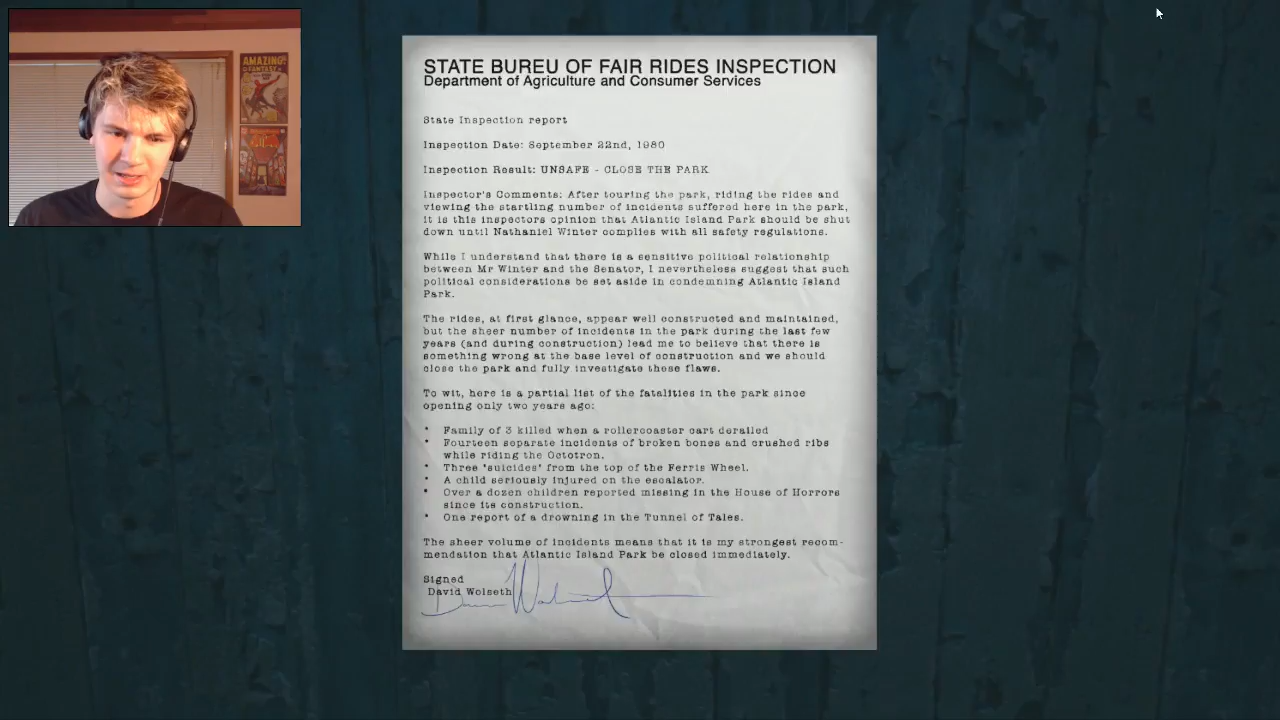 AMAZING
FANTASY
STATE BUREU OF FAIR RIDES INSPECTION
Department of Agriculture and Consumer Services
State Inspection report
Inspection Date: September 22nd, 1980
Inspection Result: UNSAFE - CLOSE THE PARK
Inspector's Comments: After touring the park, riding the rides and
viewing the startling number of incidents suffered here in the park,
it is this inspectors opinion that Atlantic Island Park should be shut
down until Nathaniel Winter complies with all safety regulations.
While I understand that there is a sensitive political relationship
between Mr Winter and the Senator, I nevertheless suggest that such
political considerations be set aside in condemning Atlantic Island
Park.
The rides, at first glance, appear well constructed and maintained,
but the sheer number of incidents in the park during the last few
years (and during construction) lead me to believe that there is
something wrong at the base level of construction and we should
close the park and fully investigate these flaws.
To wit, here is a partial list of the fatalities in the park since
opening only two years ago:
* Family of 3 killed when a rollercoaster cart derailed
* Fourteen separate incidents of broken bones and crushed ribs
while riding the Octotron.
* Three 'suicides' from the top of the Ferris Wheel.
* A child seriously injured on the escalator.
* Over a dozen children reported missing in the House of Horrors
since its construction.
* One report of a drowning in the Tunnel of Tales.
The sheer volume of incidents means that it is my strongest recom-
mendation that Atlantic Island Park be closed immediately.
Signed
David Wolseth